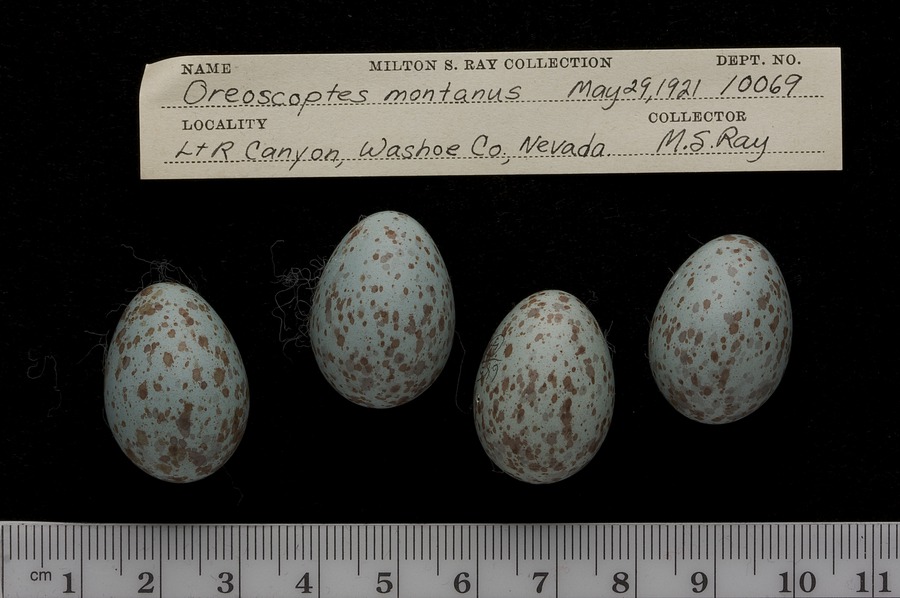 NAME MILTON S. RAY COLLECTION DEPT. NO.
Oreoscoptes montanus May 29, 1921 10069
LOCALITY COLLECTOR
Lt R Canyon, Washoe Co., Nevada. M.S. Ray
cm 1 2 3 4 5 6 7 8 9 10 11